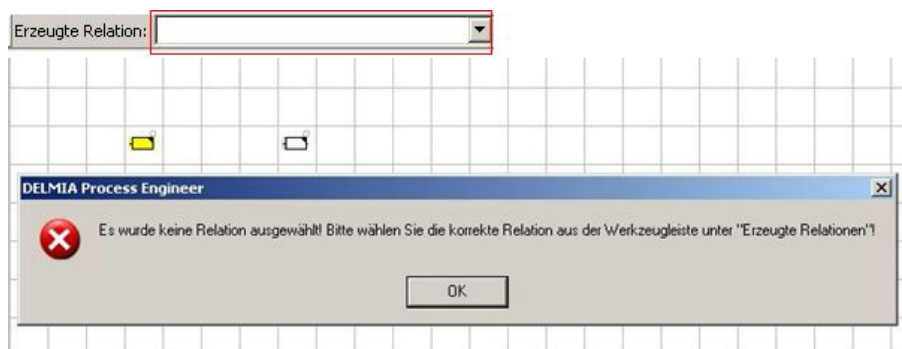 Erzeugte Relation:
DELMIA Process Engineer
Es wurde keine Relation ausgewählt! Bitte wählen Sie die korrekte Relation aus der Werkzeugleiste unter "Erzeugte Relationen"!
OK